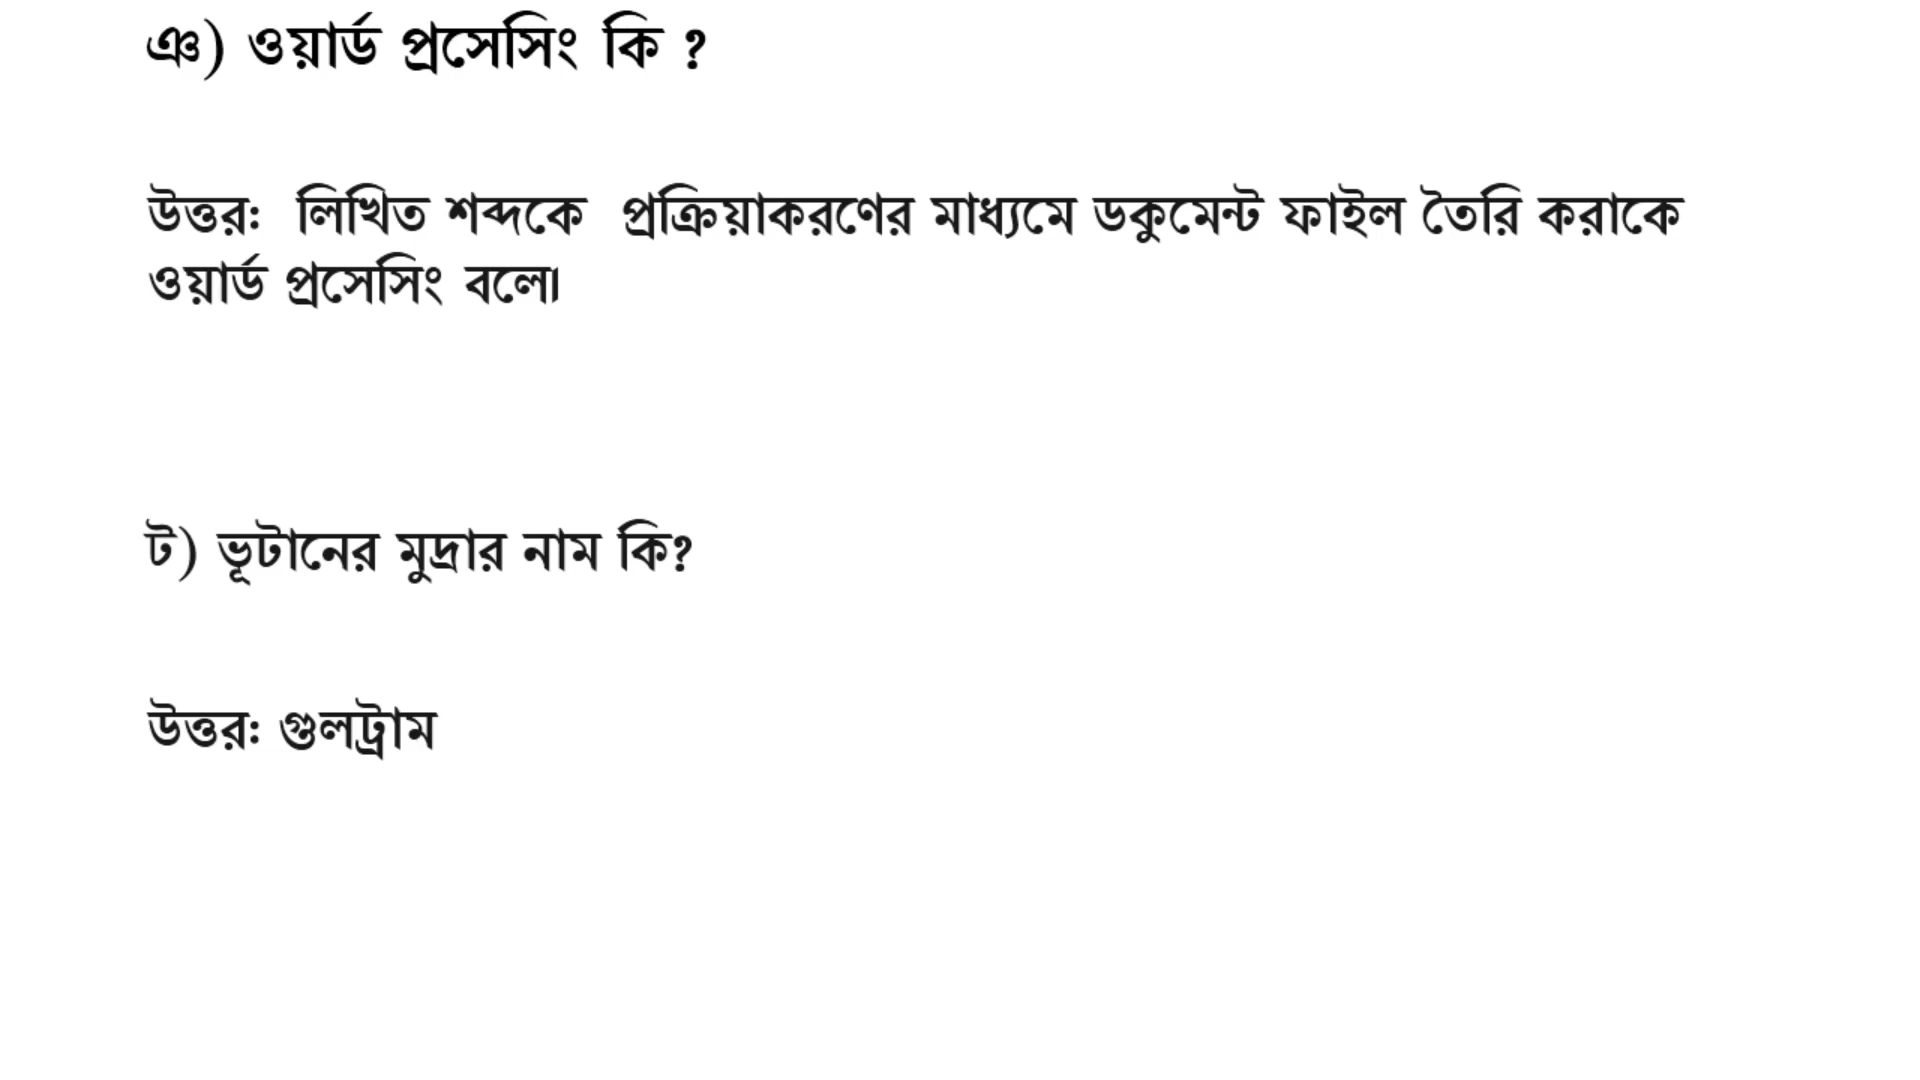 ঞ) ওয়ার্ড প্রসেসিং কি ?
উত্তর: লিখিত শব্দকে প্রক্রিয়াকরণের মাধ্যমে ডকুমেন্ট ফাইল তৈরি করাকে
ওয়ার্ড প্রসেসিং বলে।
ট) ভূটানের মুদ্রার নাম কি?
উত্তর: গুলট্রাম